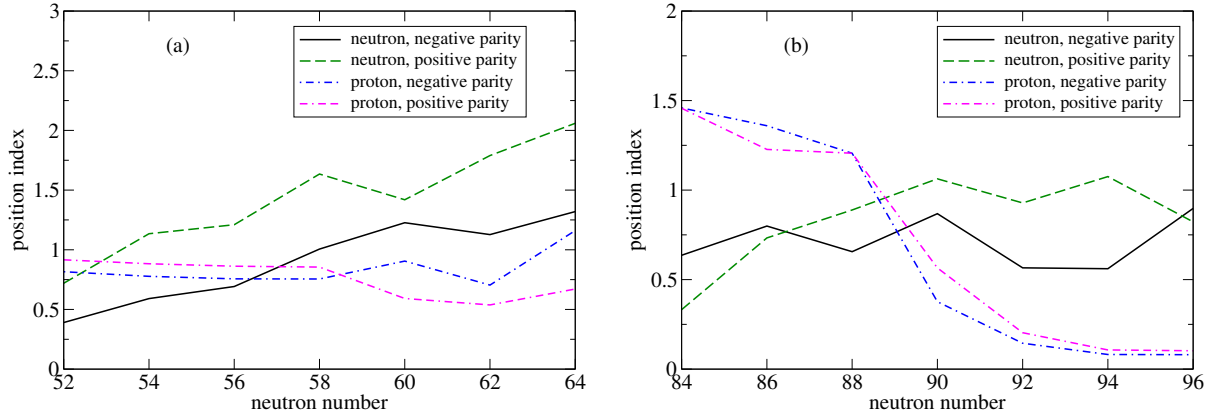 3
2.5
2
1.5
1
0.5
0
position index
(a)
neutron, negative parity
neutron, positive parity
proton, negative parity
proton, positive parity
52 54 56 58 60 62 64
neutron number
2
1.5
1
0.5
0
position index
(b)
neutron, negative parity
neutron, positive parity
proton, negative parity
proton, positive parity
84 86 88 90 92 94 96
neutron number